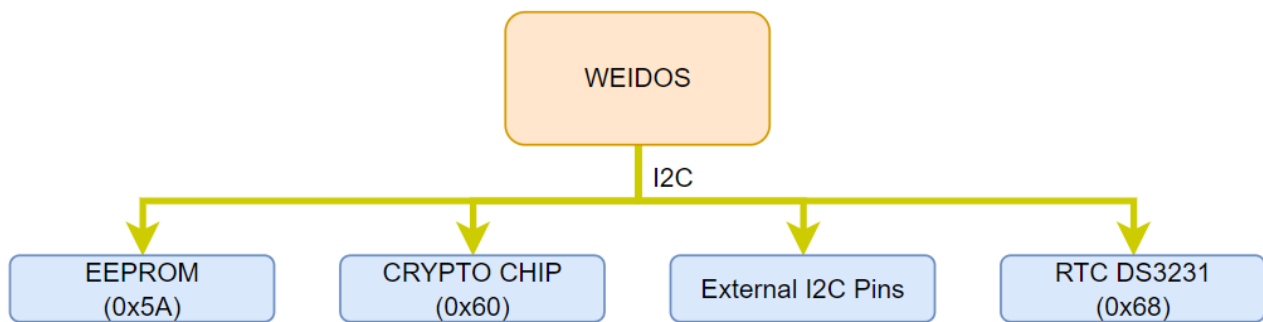 WEIDOS
I2C
EEPROM
(0x5A)
CRYPTO CHIP
(0x60)
External I2C Pins
RTC DS3231
(0x68)